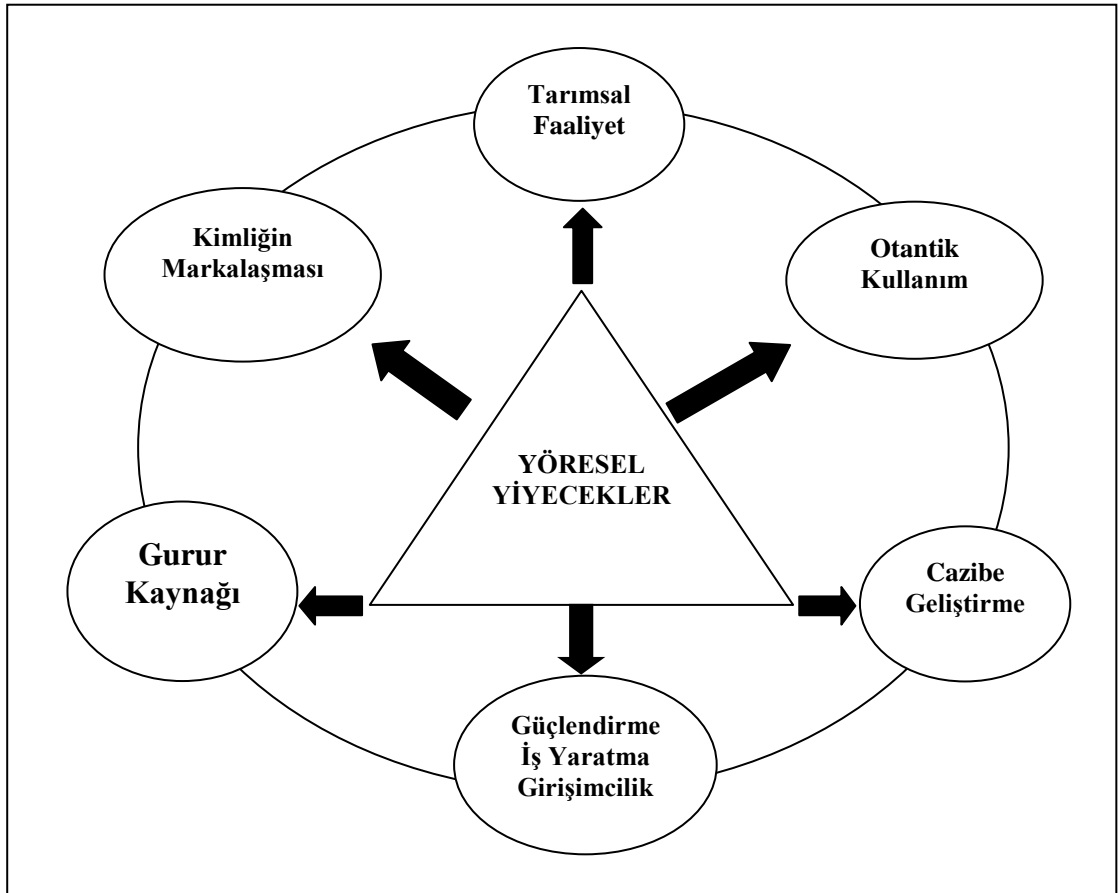 Tarımsal
Faaliyet
Kimliğin
Markalaşması
Otantik
Kullanım
YÖRESEL
YİYECEKLER
Gurur
Kaynağı
Cazibe
Geliştirme
Güçlendirme
İş Yaratma
Girişimcilik